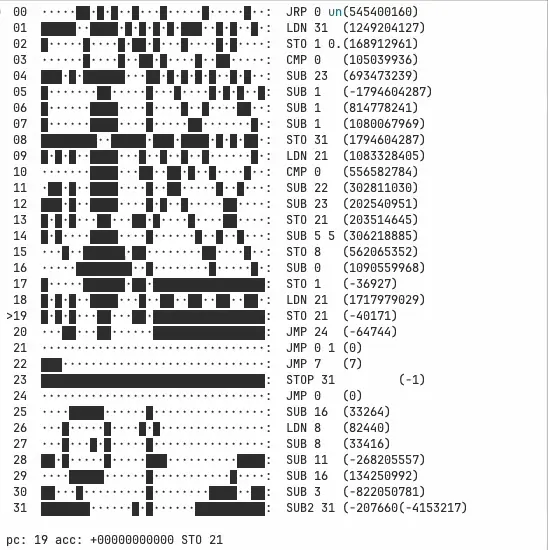 00 : JRP 0 un(545400160)
01 : LDN 31 (1249204127)
02 : STO 1 0.(168912961)
03 : CMP 0 (105039936)
04 : SUB 23 (693473239)
05 : SUB 1 (-1794604287)
06 : SUB 1 (814778241)
07 : SUB 1 (1080067969)
08 : STO 31 (1794604287)
09 : LDN 21 (1083328405)
10 : CMP 0 (556582784)
11 : SUB 22 (302811030)
12 : SUB 23 (202540951)
13 : STO 21 (203514645)
14 : SUB 5 5 (306218885)
15 : STO 8 (562065352)
16 : SUB 0 (1090559968)
17 : STO 1 (-36927)
18 : LDN 21 (1717979029)
>19 : STO 21 (-40171)
20 : JMP 24 (-64744)
21 : JMP 0 1 (0)
22 : JMP 7 (7)
23 : STOP 31 (-1)
24 : JMP 0 (0)
25 : SUB 16 (33264)
26 : LDN 8 (82440)
27 : SUB 8 (33416)
28 : SUB 11 (-268205557)
29 : SUB 16 (134250992)
30 : SUB 3 (-822050781)
31 : SUB2 31 (-207660(-4153217)
pc: 19 acc: +00000000000 STO 21